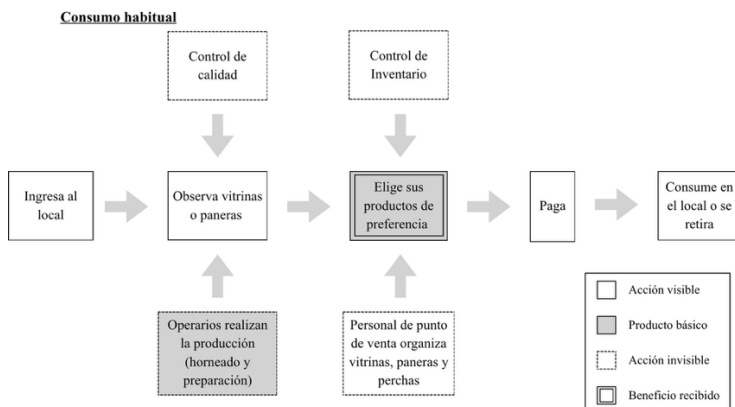 Consumo habitual
Control de
calidad
Control de
Inventario
Ingresa al
local
Observa vitrinas
o paneras
Elige sus
productos de
preferencia
Paga
Consume en
el local o se
retira
Operarios realizan
la producción
(horneado y
preparación)
Personal de punto
de venta organiza
vitrinas, paneras y
perchas
Acción visible
Producto básico
Acción invisible
Beneficio recibido